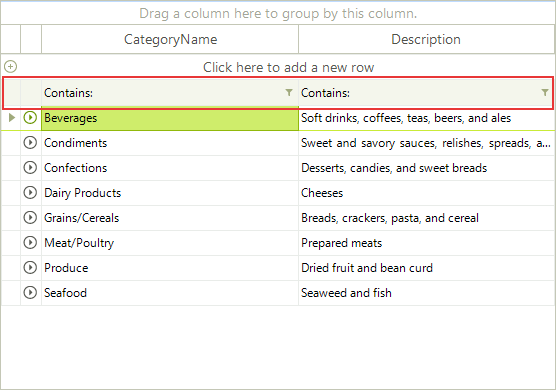 Drag a column here to group by this column.
CategoryName Description
Click here to add a new row
Contains: Contains:
Beverages Soft drinks, coffees, teas, beers, and ales
Condiments Sweet and savory sauces, relishes, spreads, a...
Confections Desserts, candies, and sweet breads
Dairy Products Cheeses
Grains/Cereals Breads, crackers, pasta, and cereal
Meat/Poultry Prepared meats
Produce Dried fruit and bean curd
Seafood Seaweed and fish